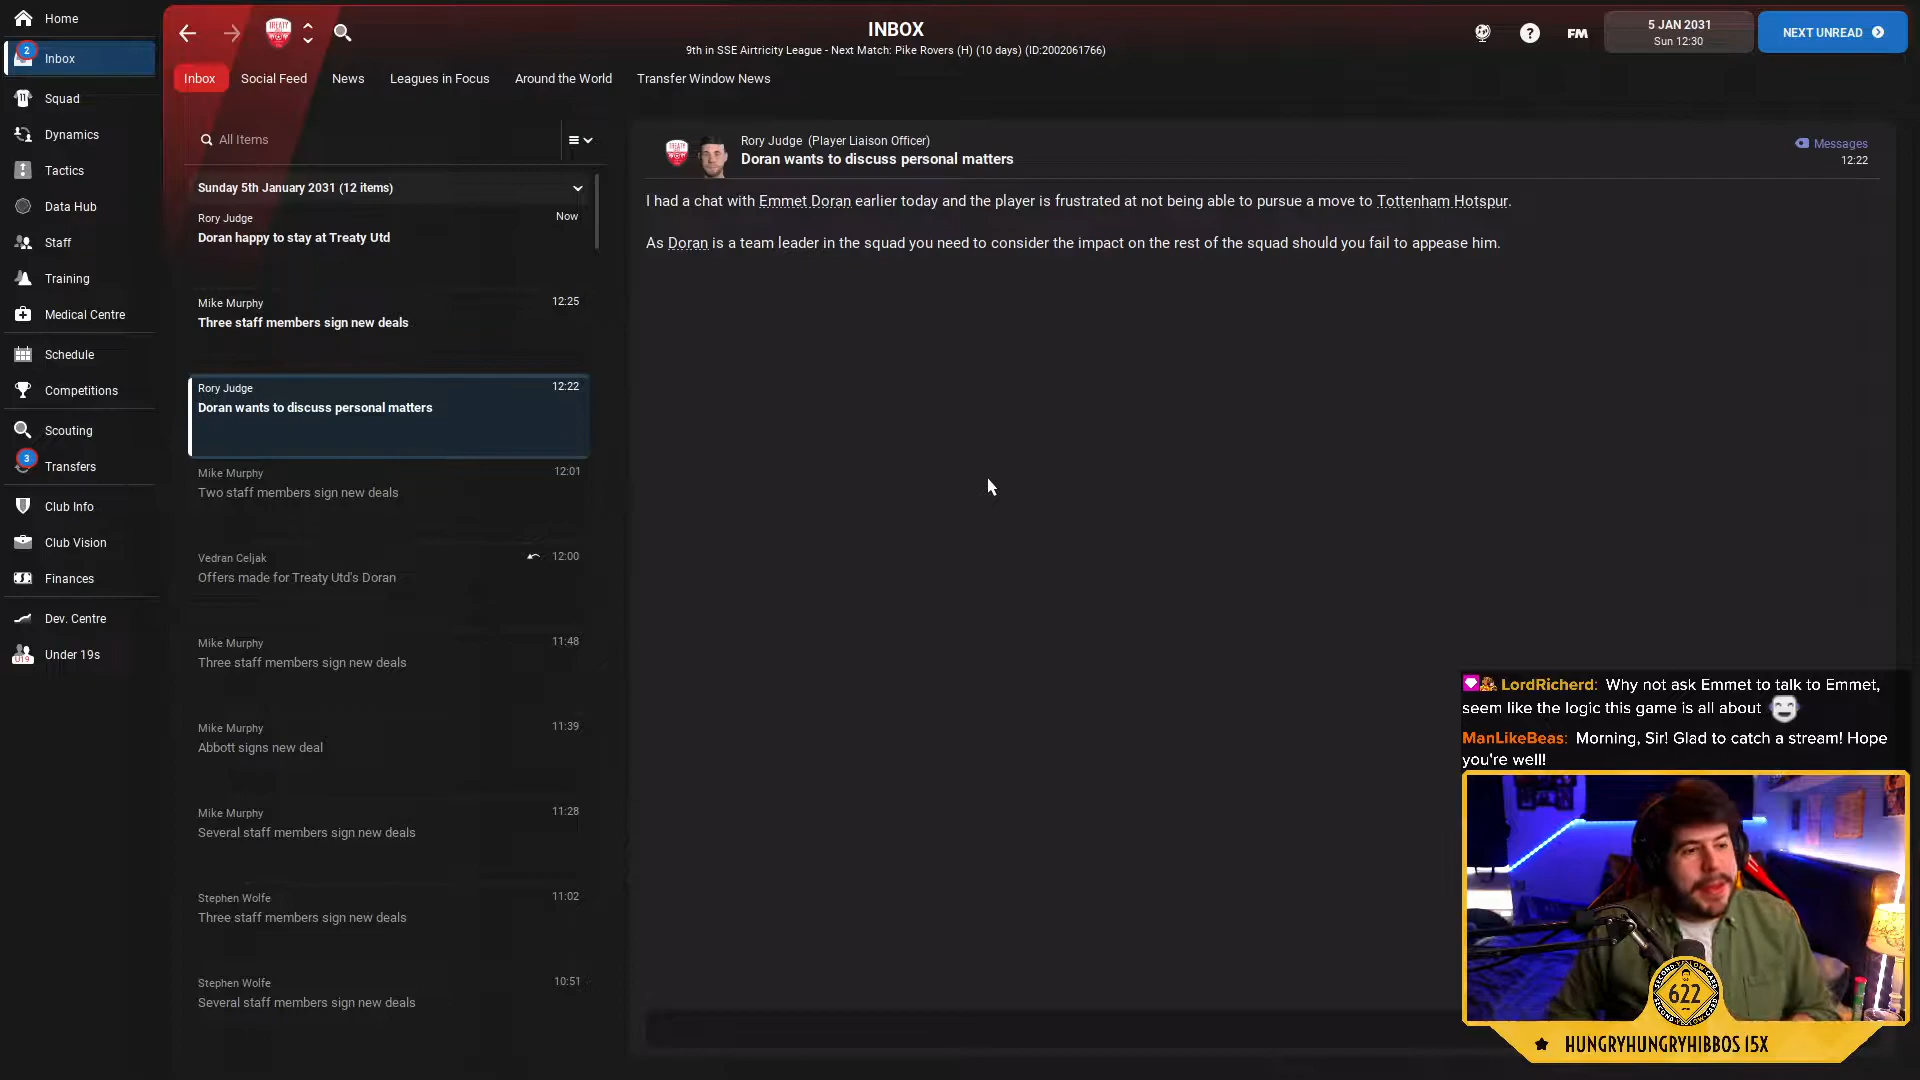 Home
2
Inbox
Squad
Dynamics
Tactics
Data Hub
Staff
Training
Medical Centre
Schedule
Competitions
Scouting
3
Transfers
Club Info
Club Vision
Finances
Dev. Centre
U19
Under 19s
TREATY
INBOX
9th in SSE Airtricity League - Next Match: Pike Rovers (H) (10 days) (ID:2002061766)
?
FM
5 JAN 2031
Sun 12:30
NEXT UNREAD
Inbox
Social Feed
News
Leagues in Focus
Around the World
Transfer Window News
All Items
Sunday 5th January 2031 (12 items)
Rory Judge
Now
Doran happy to stay at Treaty Utd
Mike Murphy
12:25
Three staff members sign new deals
Rory Judge
12:22
Doran wants to discuss personal matters
Mike Murphy
12:01
Two staff members sign new deals
Vedran Celjak
12:00
Offers made for Treaty Utd's Doran
Mike Murphy
11:48
Three staff members sign new deals
Mike Murphy
11:39
Abbott signs new deal
Mike Murphy
11:28
Several staff members sign new deals
Stephen Wolfe
11:02
Three staff members sign new deals
Stephen Wolfe
10:51
Several staff members sign new deals
TREATY
Rory Judge (Player Liaison Officer)
Doran wants to discuss personal matters
Messages
12:22
I had a chat with Emmet Doran earlier today and the player is frustrated at not being able to pursue a move to Tottenham Hotspur.
As Doran is a team leader in the squad you need to consider the impact on the rest of the squad should you fail to appease him.
LordRicherd: Why not ask Emmet to talk to Emmet,
seem like the logic this game is all about
ManLikeBeas: Morning, Sir! Glad to catch a stream! Hope
you're well!
SECOND YELLOW CARD
622
HUNGRYHUNGRYHIBBOS 15X